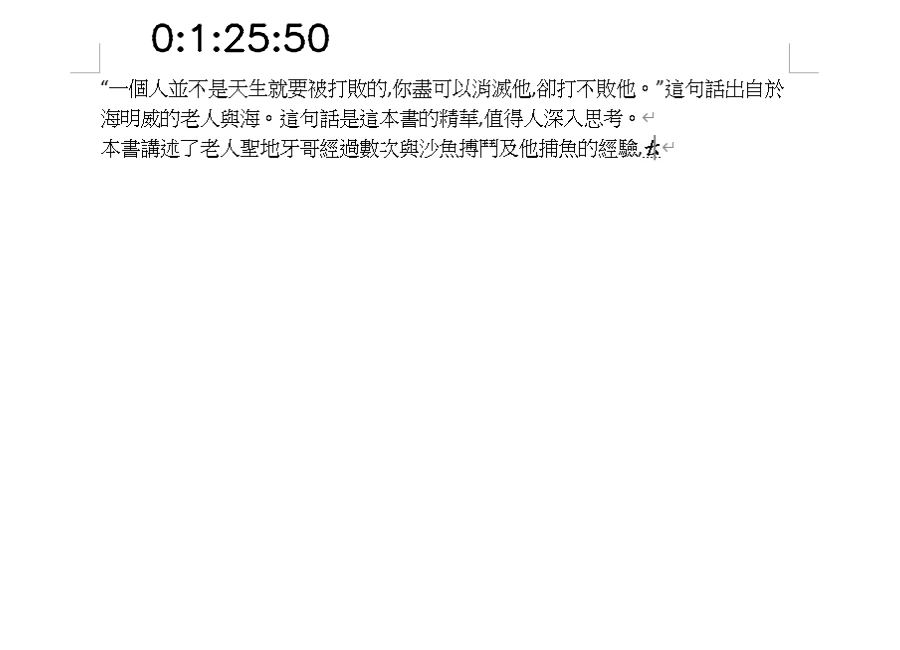 0:1:25:50
“一個人並不是天生就要被打敗的,你盡可以消滅他,卻打不敗他。”這句話出自於
海明威的老人與海。這句話是這本書的精華,值得人深入思考。
本書講述了老人聖地牙哥經過數次與沙魚搏鬥及他捕魚的經驗,ㄊ